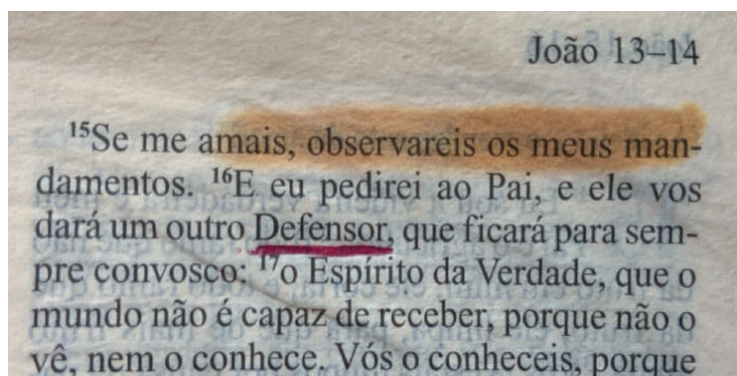 João 13–14
¹⁵Se me amais, observareis os meus man-
damentos. ¹⁶E eu pedirei ao Pai, e ele vos
dará um outro Defensor, que ficará para sem-
pre convosco: ¹⁷o Espírito da Verdade, que o
mundo não é capaz de receber, porque não o
vê, nem o conhece. Vós o conheceis, porque